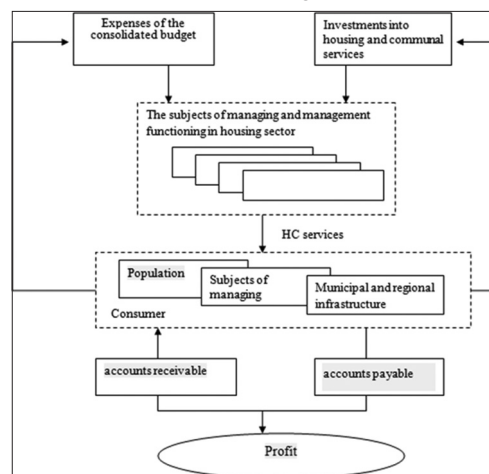 Expenses of the
consolidated budget
Investments into
housing and communal
services
The subjects of managing and management
functioning in housing sector
HC services
Population
Subjects of
managing
Municipal and regional
infrastructure
Consumer
accounts receivable
accounts payable
Profit